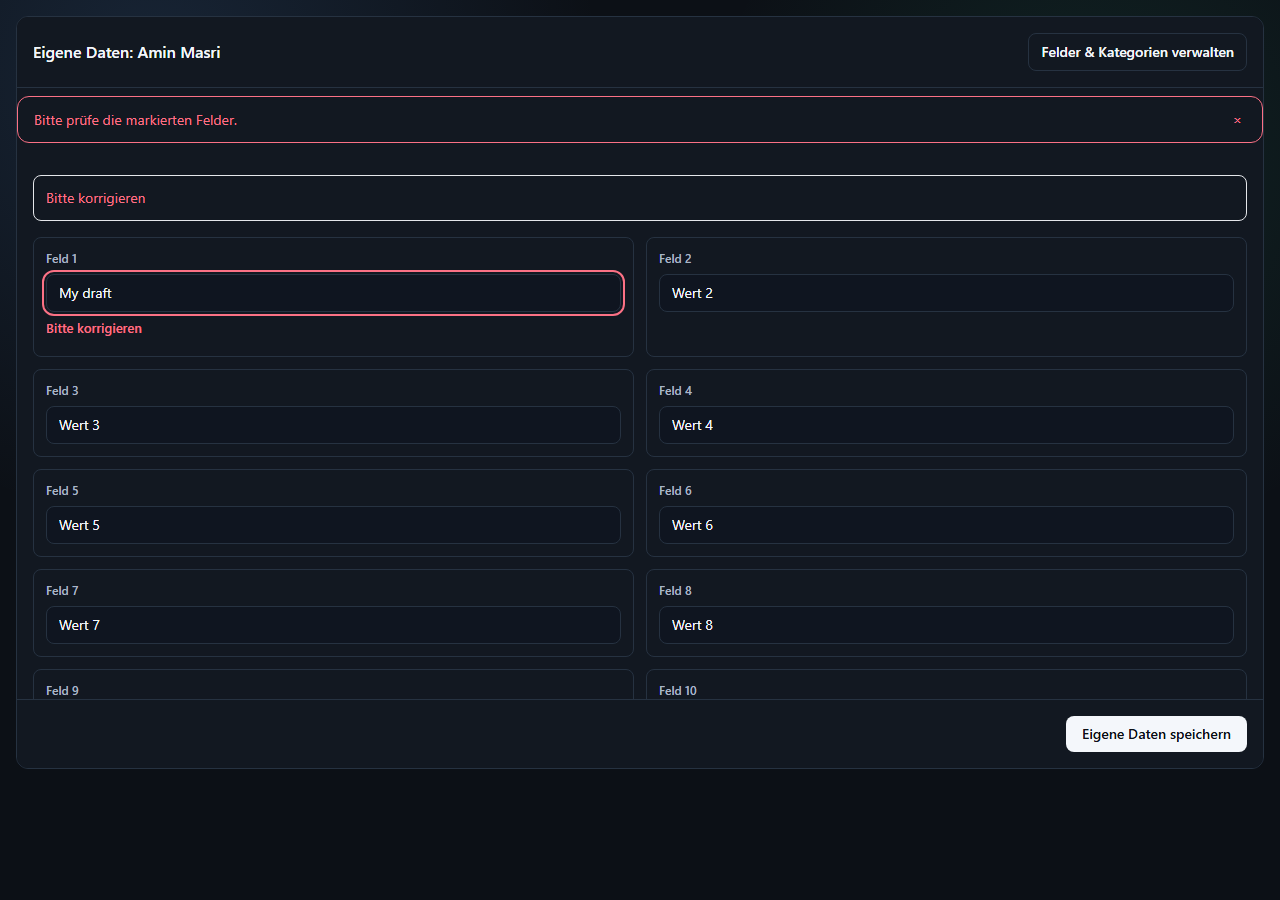 Eigene Daten: Amin Masri
Felder & Kategorien verwalten
Bitte prüfe die markierten Felder.
×
Bitte korrigieren
Feld 1
My draft
Bitte korrigieren
Feld 2
Wert 2
Feld 3
Wert 3
Feld 4
Wert 4
Feld 5
Wert 5
Feld 6
Wert 6
Feld 7
Wert 7
Feld 8
Wert 8
Feld 9
Feld 10
Eigene Daten speichern